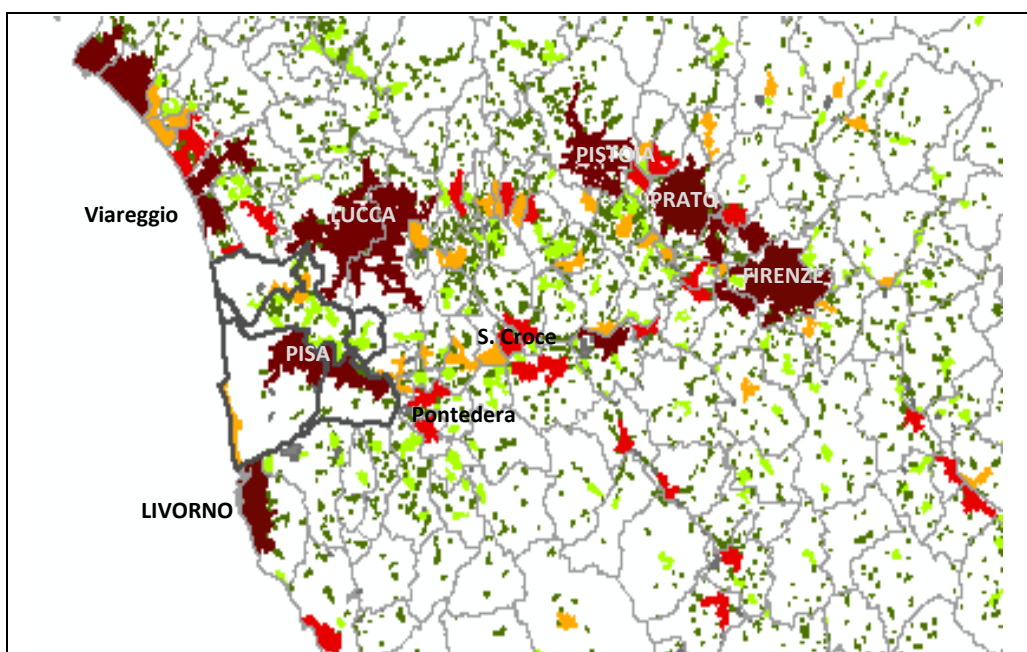 PISTOIA
PRATO
Viareggio
LUCCA
FIRENZE
S. Croce
PISA
Pontedera
LIVORNO